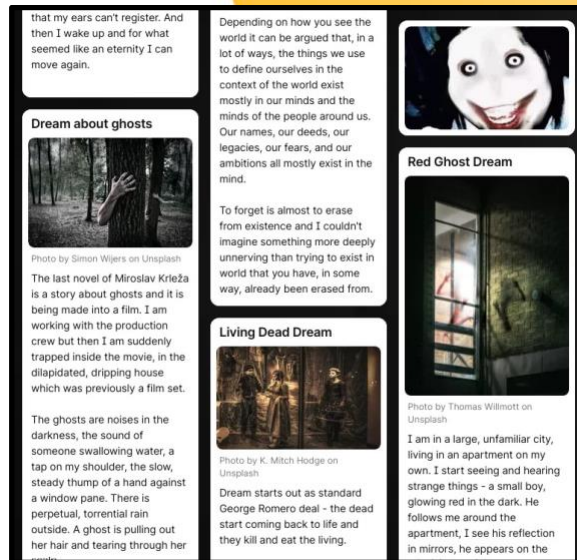 that my ears can't register. And
then I wake up and for what
seemed like an eternity I can
move again.
Dream about ghosts
Photo by Simon Wijers on Unsplash
The last novel of Miroslav Krleža
is a story about ghosts and it is
being made into a film. I am
working with the production
crew but then I am suddenly
trapped inside the movie, in the
dilapidated, dripping house
which was previously a film set.
The ghosts are noises in the
darkness, the sound of
someone swallowing water, a
tap on my shoulder, the slow,
steady thump of a hand against
a window pane. There is
perpetual, torrential rain
outside. A ghost is pulling out
her hair and tearing through her
Depending on how you see the
world it can be argued that, in a
lot of ways, the things we use
to define ourselves in the
context of the world exist
mostly in our minds and the
minds of the people around us.
Our names, our deeds, our
legacies, our fears, and our
ambitions all mostly exist in the
mind.
To forget is almost to erase
from existence and I couldn't
imagine something more deeply
unnerving than trying to exist in
world that you have, in some
way, already been erased from.
Living Dead Dream
Photo by K. Mitch Hodge on
Unsplash
Dream starts out as standard
George Romero deal - the dead
start coming back to life and
they kill and eat the living.
Red Ghost Dream
Photo by Thomas Willmott on
Unsplash
I am in a large, unfamiliar city,
living in an apartment on my
own. I start seeing and hearing
strange things - a small boy,
glowing red in the dark. He
follows me around the
apartment, I see his reflection
in mirrors, he appears on the